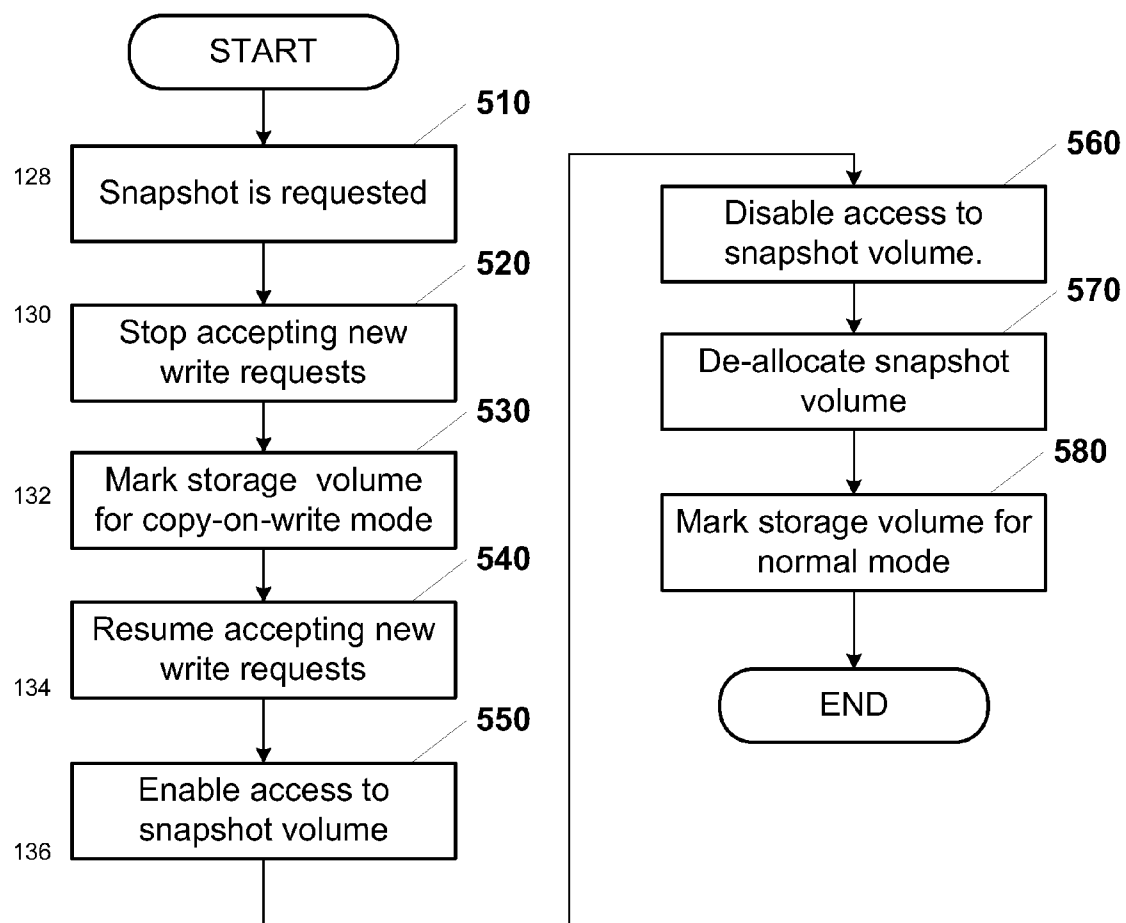 START
510
128
Snapshot is requested
520
130
Stop accepting new
write requests
530
132
Mark storage volume
for copy-on-write mode
540
Resume accepting new
write requests
134
550
Enable access to
snapshot volume
136
560
Disable access to
snapshot volume.
570
De-allocate snapshot
volume
580
Mark storage volume for
normal mode
END